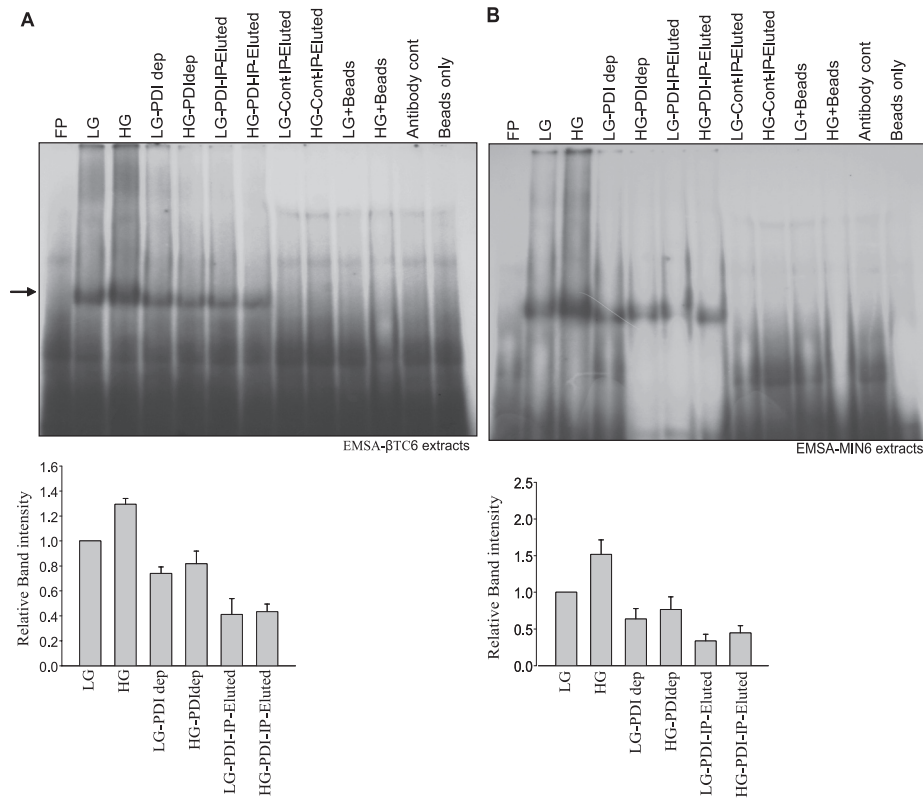 A
FP
LG
HG
LG-PDI dep
HG-PDIdep
LG-PDI-IP-Eluted
HG-PDI-IP-Eluted
LG-Cont-IP-Eluted
HG-Cont-IP-Eluted
LG+Beads
HG+Beads
Antibody cont
Beads only
EMSA-βTC6 extracts
B
FP
LG
HG
LG-PDI dep
HG-PDIdep
LG-PDI-IP-Eluted
HG-PDI-IP-Eluted
LG-Cont-IP-Eluted
HG-Cont-IP-Eluted
LG+Beads
HG+Beads
Antibody cont
Beads only
EMSA-MIN6 extracts
Relative Band intensity
1.6
1.4
1.2
1.0
0.8
0.6
0.4
0.2
0.0
LG
HG
LG-PDI dep
HG-PDIdep
LG-PDI-IP-Eluted
HG-PDI-IP-Eluted
Relative Band intensity
2.5
2.0
1.5
1.0
0.5
0.0
LG
HG
LG-PDI dep
HG-PDIdep
LG-PDI-IP-Eluted
HG-PDI-IP-Eluted